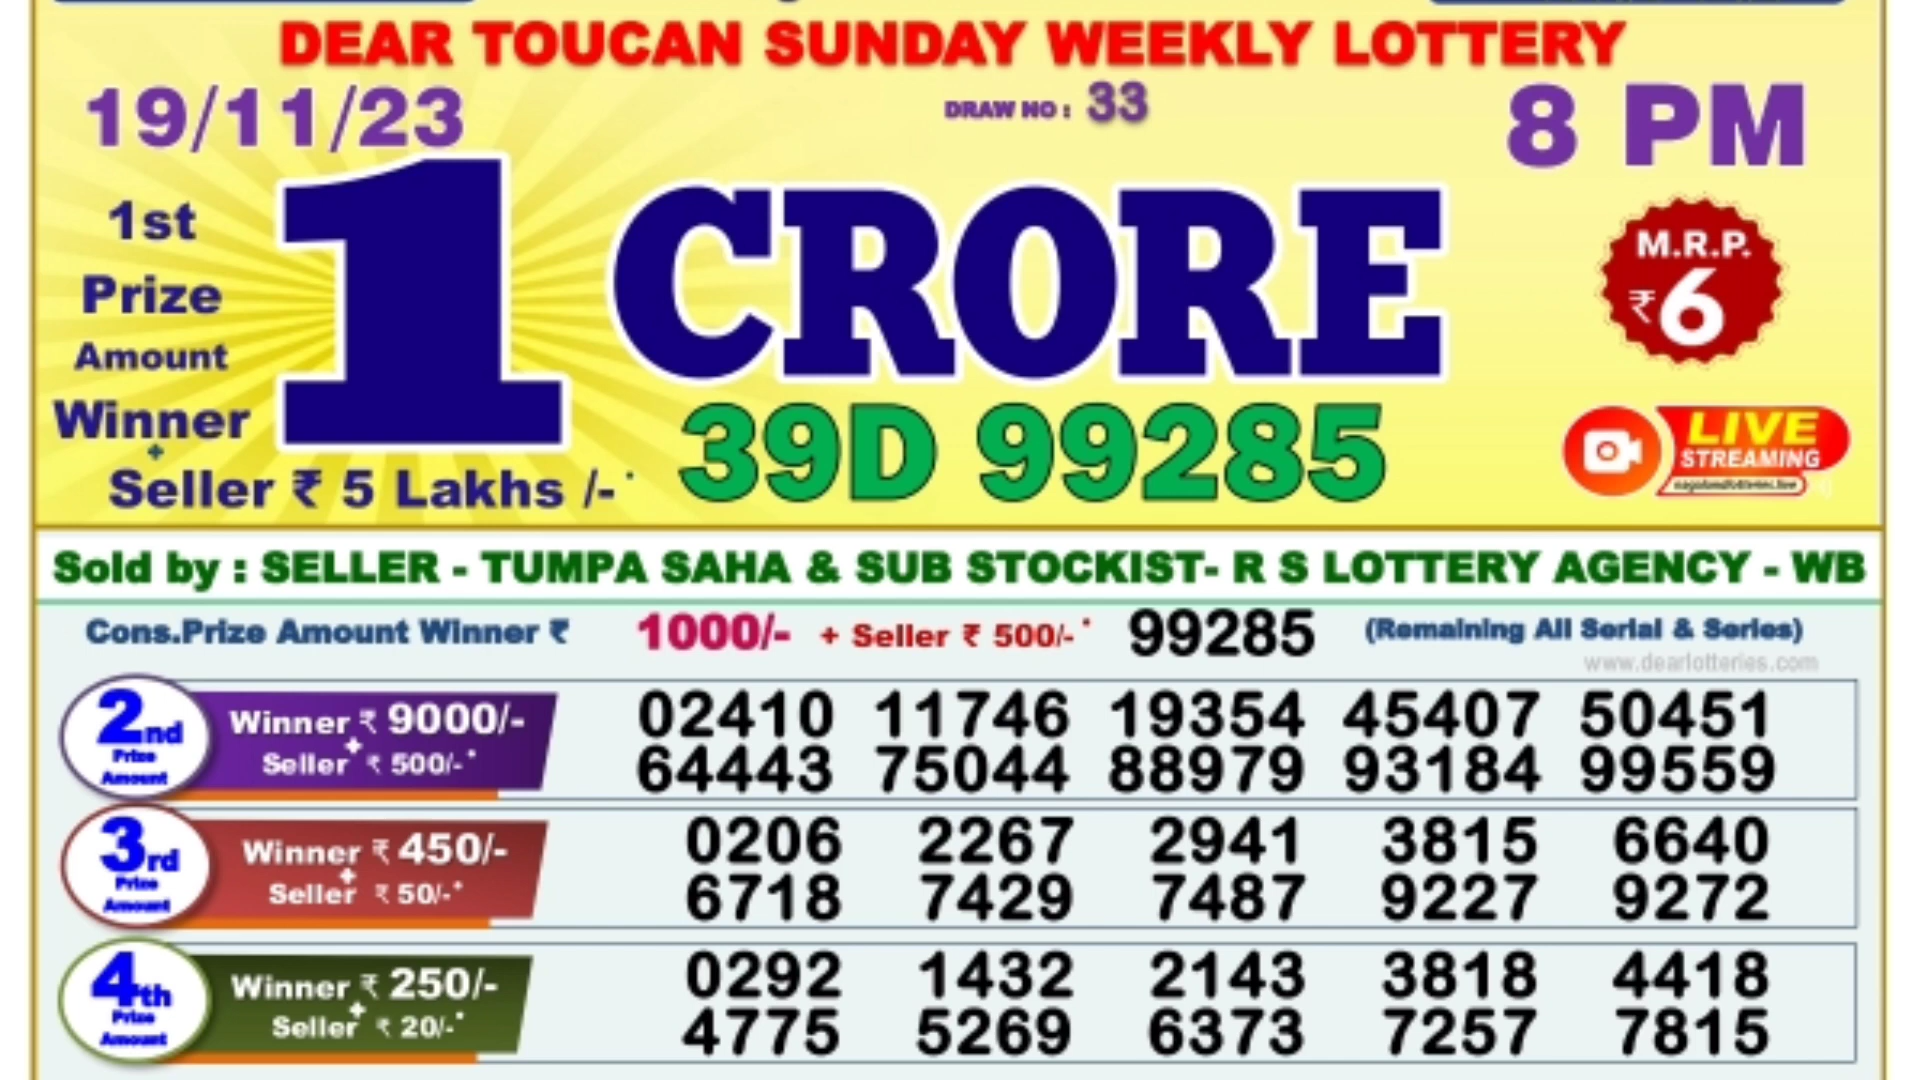 DEAR TOUCAN SUNDAY WEEKLY LOTTERY
19/11/23 DRAW NO : 33 8 PM
1st
Prize
Amount
Winner
+
Seller ₹ 5 Lakhs /-*
1 CRORE
39D 99285
M.R.P.
₹6
LIVE
STREAMING
nagalandlotteries.live
Sold by : SELLER - TUMPA SAHA & SUB STOCKIST- R S LOTTERY AGENCY - WB
Cons.Prize Amount Winner ₹ 1000/- + Seller ₹ 500/-* 99285 (Remaining All Serial & Series)
www.dearlotteries.com
2nd
Prize
Amount
Winner ₹ 9000/-
+
Seller ₹ 500/-*
02410 11746 19354 45407 50451
64443 75044 88979 93184 99559
3rd
Prize
Amount
Winner ₹ 450/-
+
Seller ₹ 50/-*
0206 2267 2941 3815 6640
6718 7429 7487 9227 9272
4th
Prize
Amount
Winner ₹ 250/-
+
Seller ₹ 20/-*
0292 1432 2143 3818 4418
4775 5269 6373 7257 7815